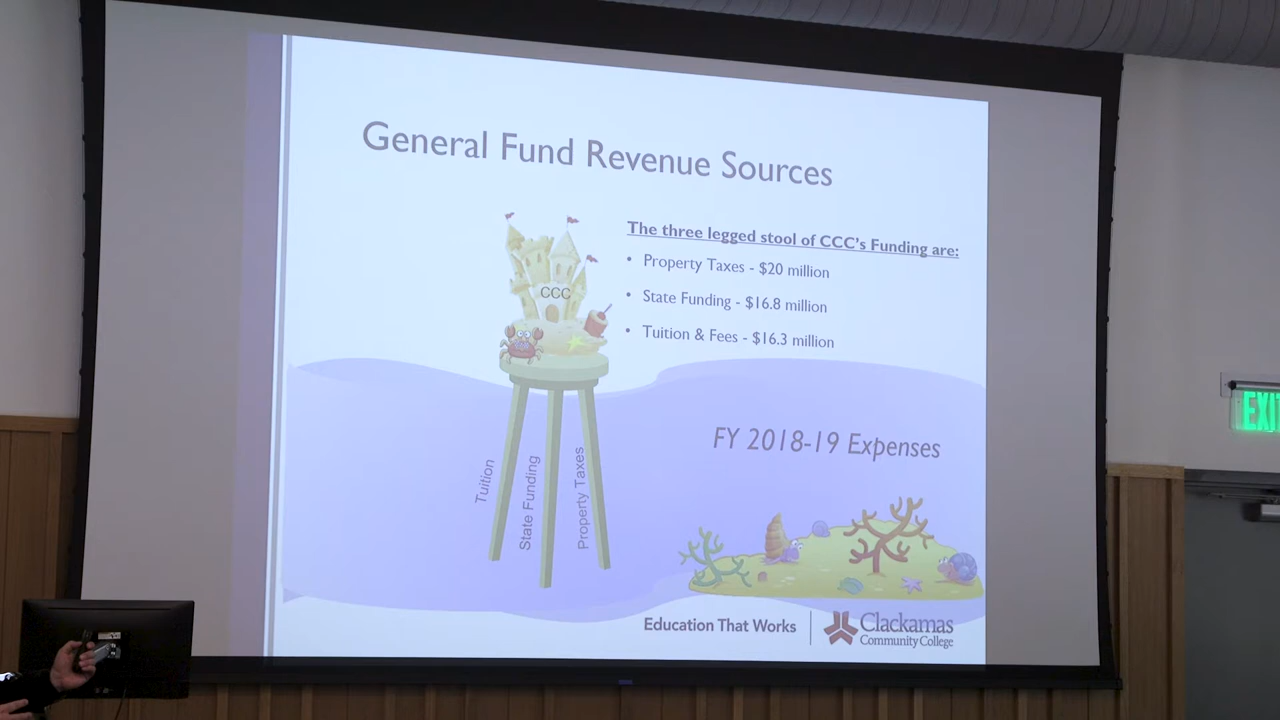 General Fund Revenue Sources
The three legged stool of CCC's Funding are:
• Property Taxes - $20 million
• State Funding - $16.8 million
• Tuition & Fees - $16.3 million
CCC
FY 2018-19 Expenses
Tuition
State Funding
Property Taxes
Education That Works
Clackamas
Community College
EXI